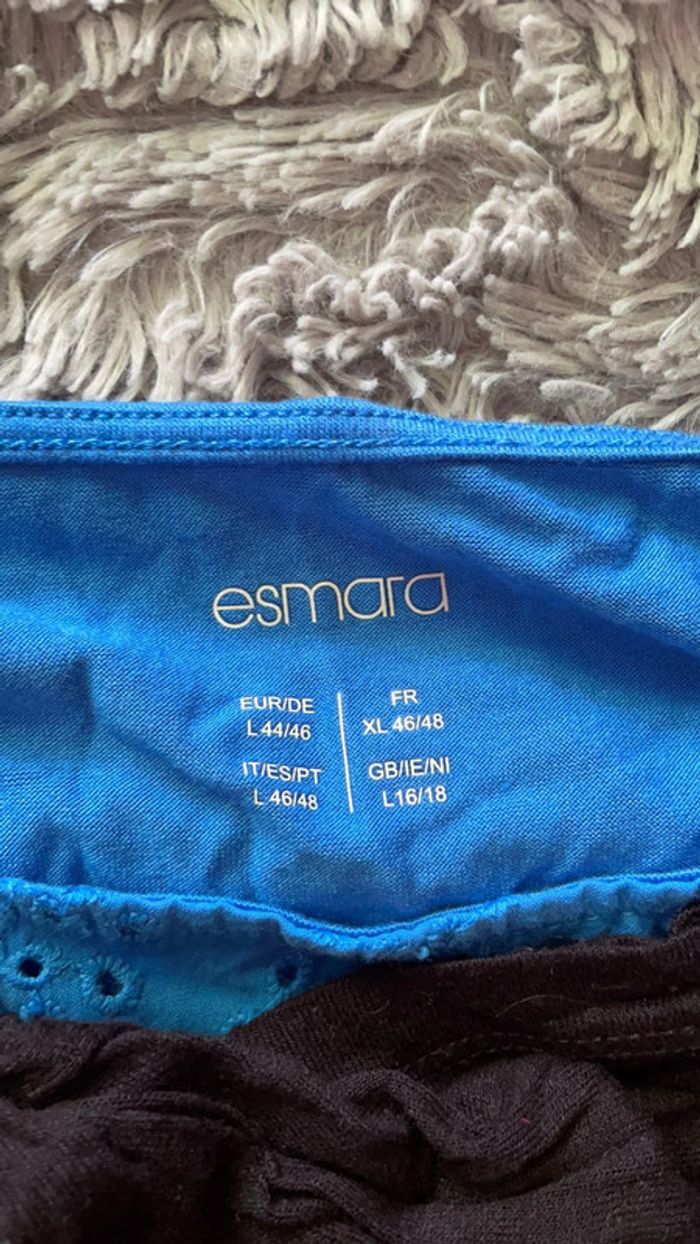 esmara
EUR/DE
L 44/46
FR
XL 46/48
IT/ES/PT
L 46/48
GB/IE/NI
L16/18